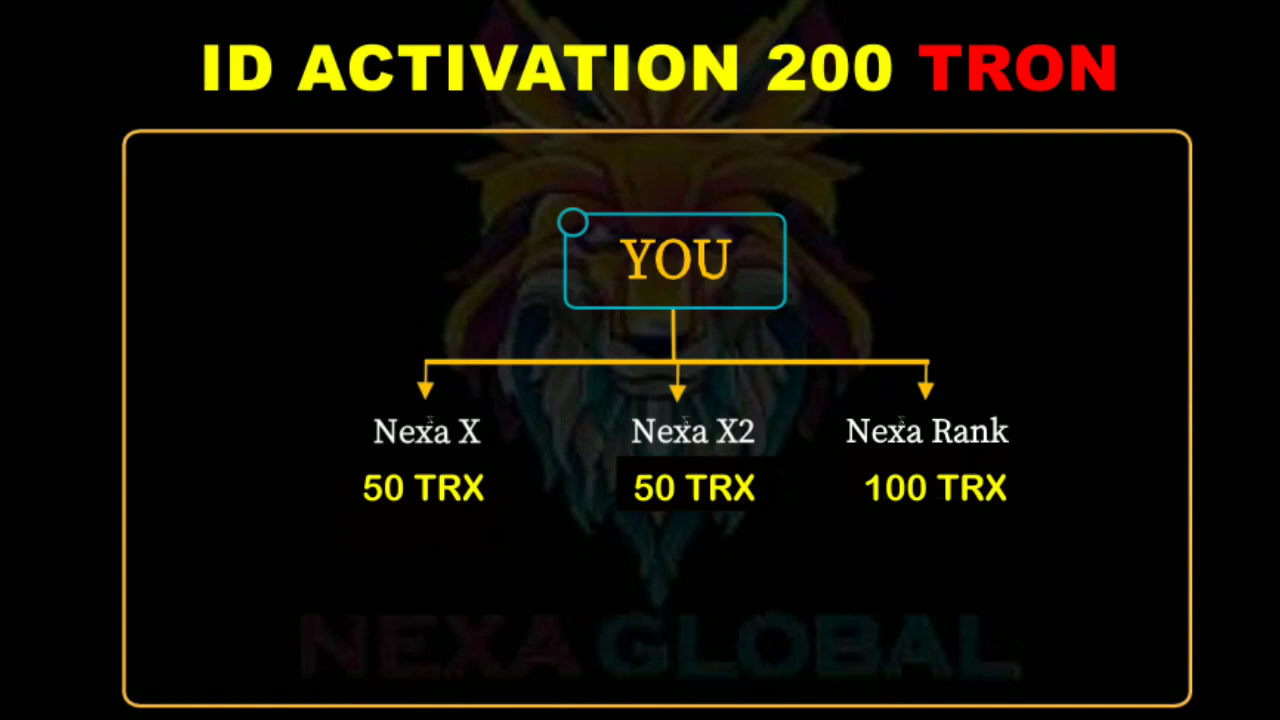 ID ACTIVATION 200 TRON
YOU
Nexa X
Nexa X2
Nexa Rank
50 TRX
50 TRX
100 TRX
NEXA GLOBAL